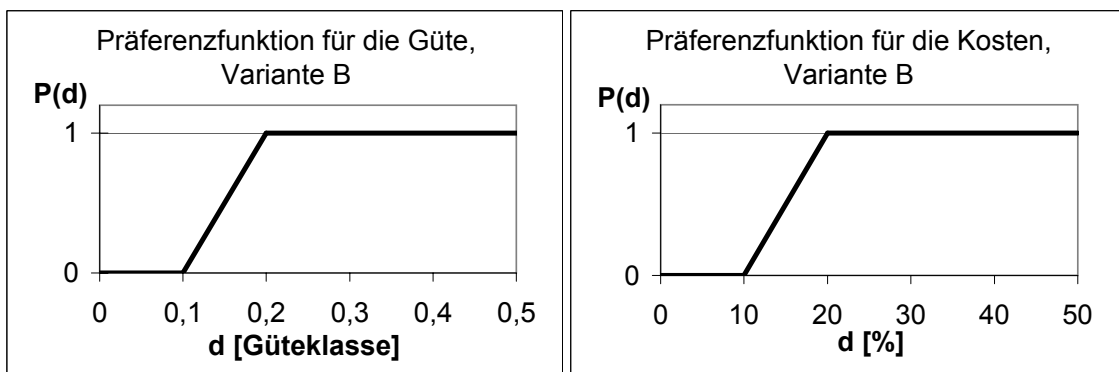 Präferenzfunktion für die Güte,
Variante B
P(d)
1
0
0 0,1 0,2 0,3 0,4 0,5
d [Güteklasse]
Präferenzfunktion für die Kosten,
Variante B
P(d)
1
0
0 10 20 30 40 50
d [%]